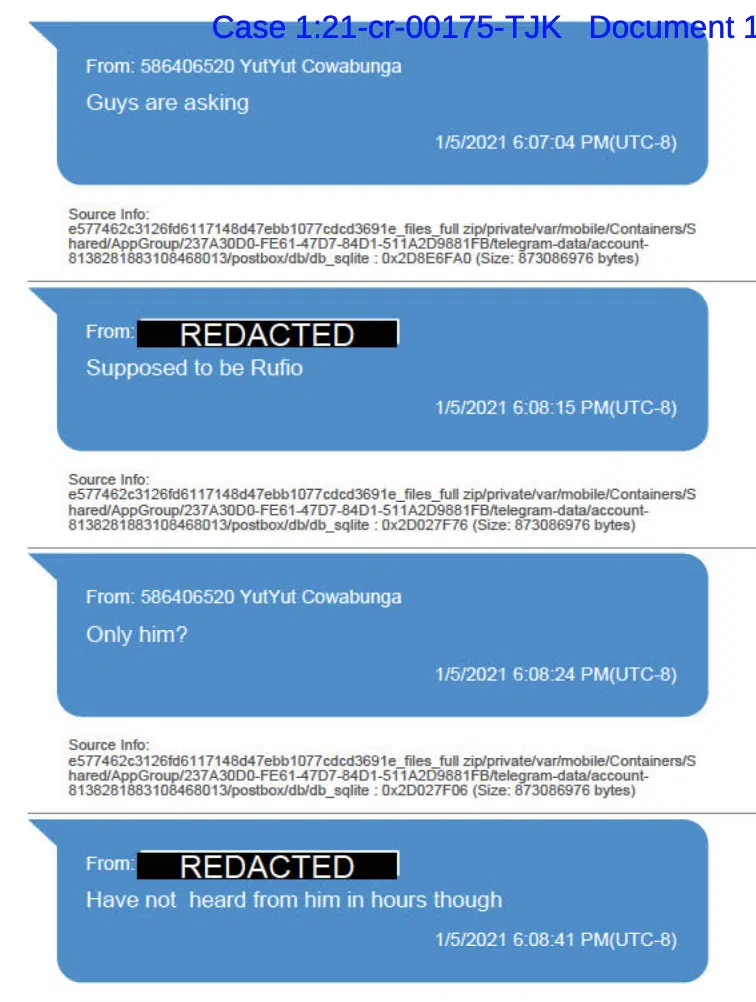 Case 1:21-cr-00175-TJK Document 1
From: 586406520 YutYut Cowabunga
Guys are asking
1/5/2021 6:07:04 PM(UTC-8)
Source Info:
e577462c3126fd6117148d47ebb1077cdcd3691e_files_full zip/private/var/mobile/Containers/S
hared/AppGroup/237A30D0-FE61-47D7-84D1-511A2D9881FB/telegram-data/account-
8138281883108468013/postbox/db/db_sqlite : 0x2D8E6FA0 (Size: 873086976 bytes)
From: REDACTED
Supposed to be Rufio
1/5/2021 6:08:15 PM(UTC-8)
Source Info:
e577462c3126fd6117148d47ebb1077cdcd3691e_files_full zip/private/var/mobile/Containers/S
hared/AppGroup/237A30D0-FE61-47D7-84D1-511A2D9881FB/telegram-data/account-
8138281883108468013/postbox/db/db_sqlite : 0x2D027F76 (Size: 873086976 bytes)
From: 586406520 YutYut Cowabunga
Only him?
1/5/2021 6:08:24 PM(UTC-8)
Source Info:
e577462c3126fd6117148d47ebb1077cdcd3691e_files_full zip/private/var/mobile/Containers/S
hared/AppGroup/237A30D0-FE61-47D7-84D1-511A2D9881FB/telegram-data/account-
8138281883108468013/postbox/db/db_sqlite : 0x2D027F06 (Size: 873086976 bytes)
From: REDACTED
Have not heard from him in hours though
1/5/2021 6:08:41 PM(UTC-8)